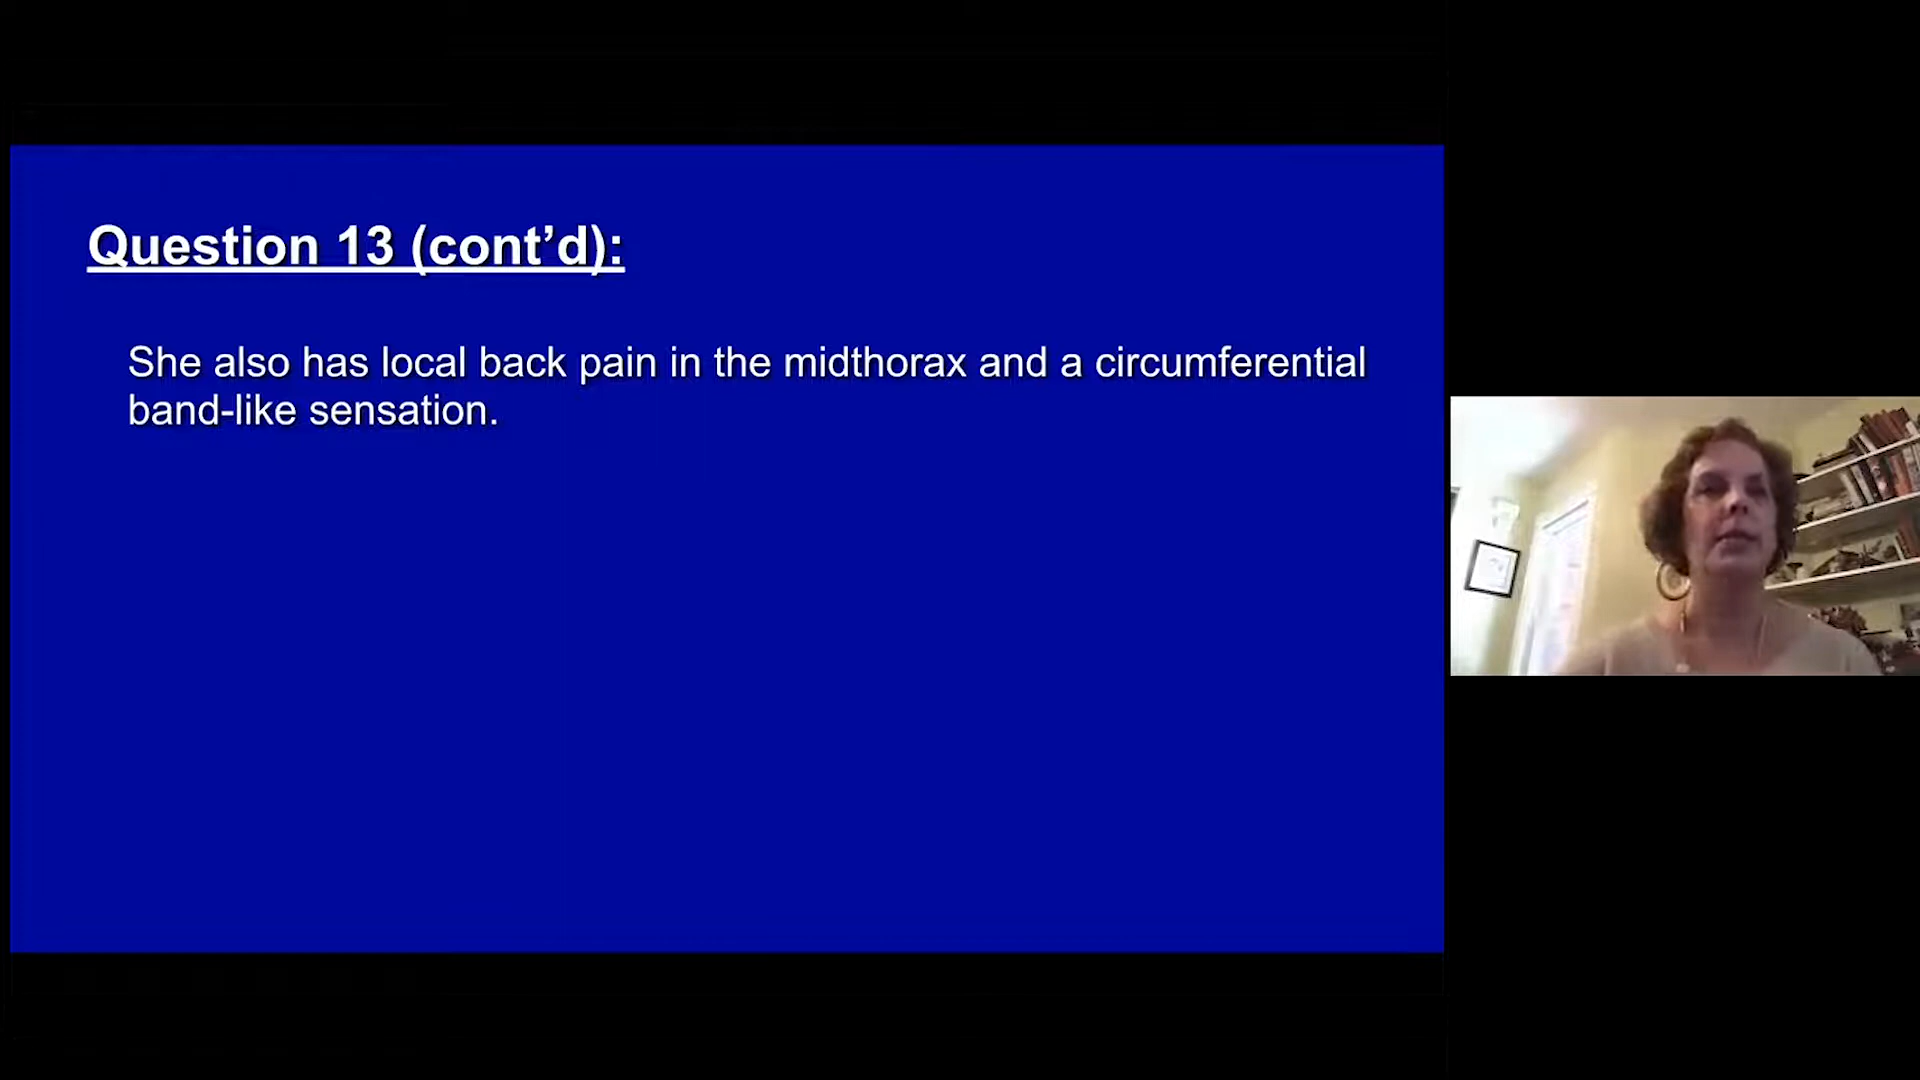 Question 13 (cont’d):
She also has local back pain in the midthorax and a circumferential
band-like sensation.